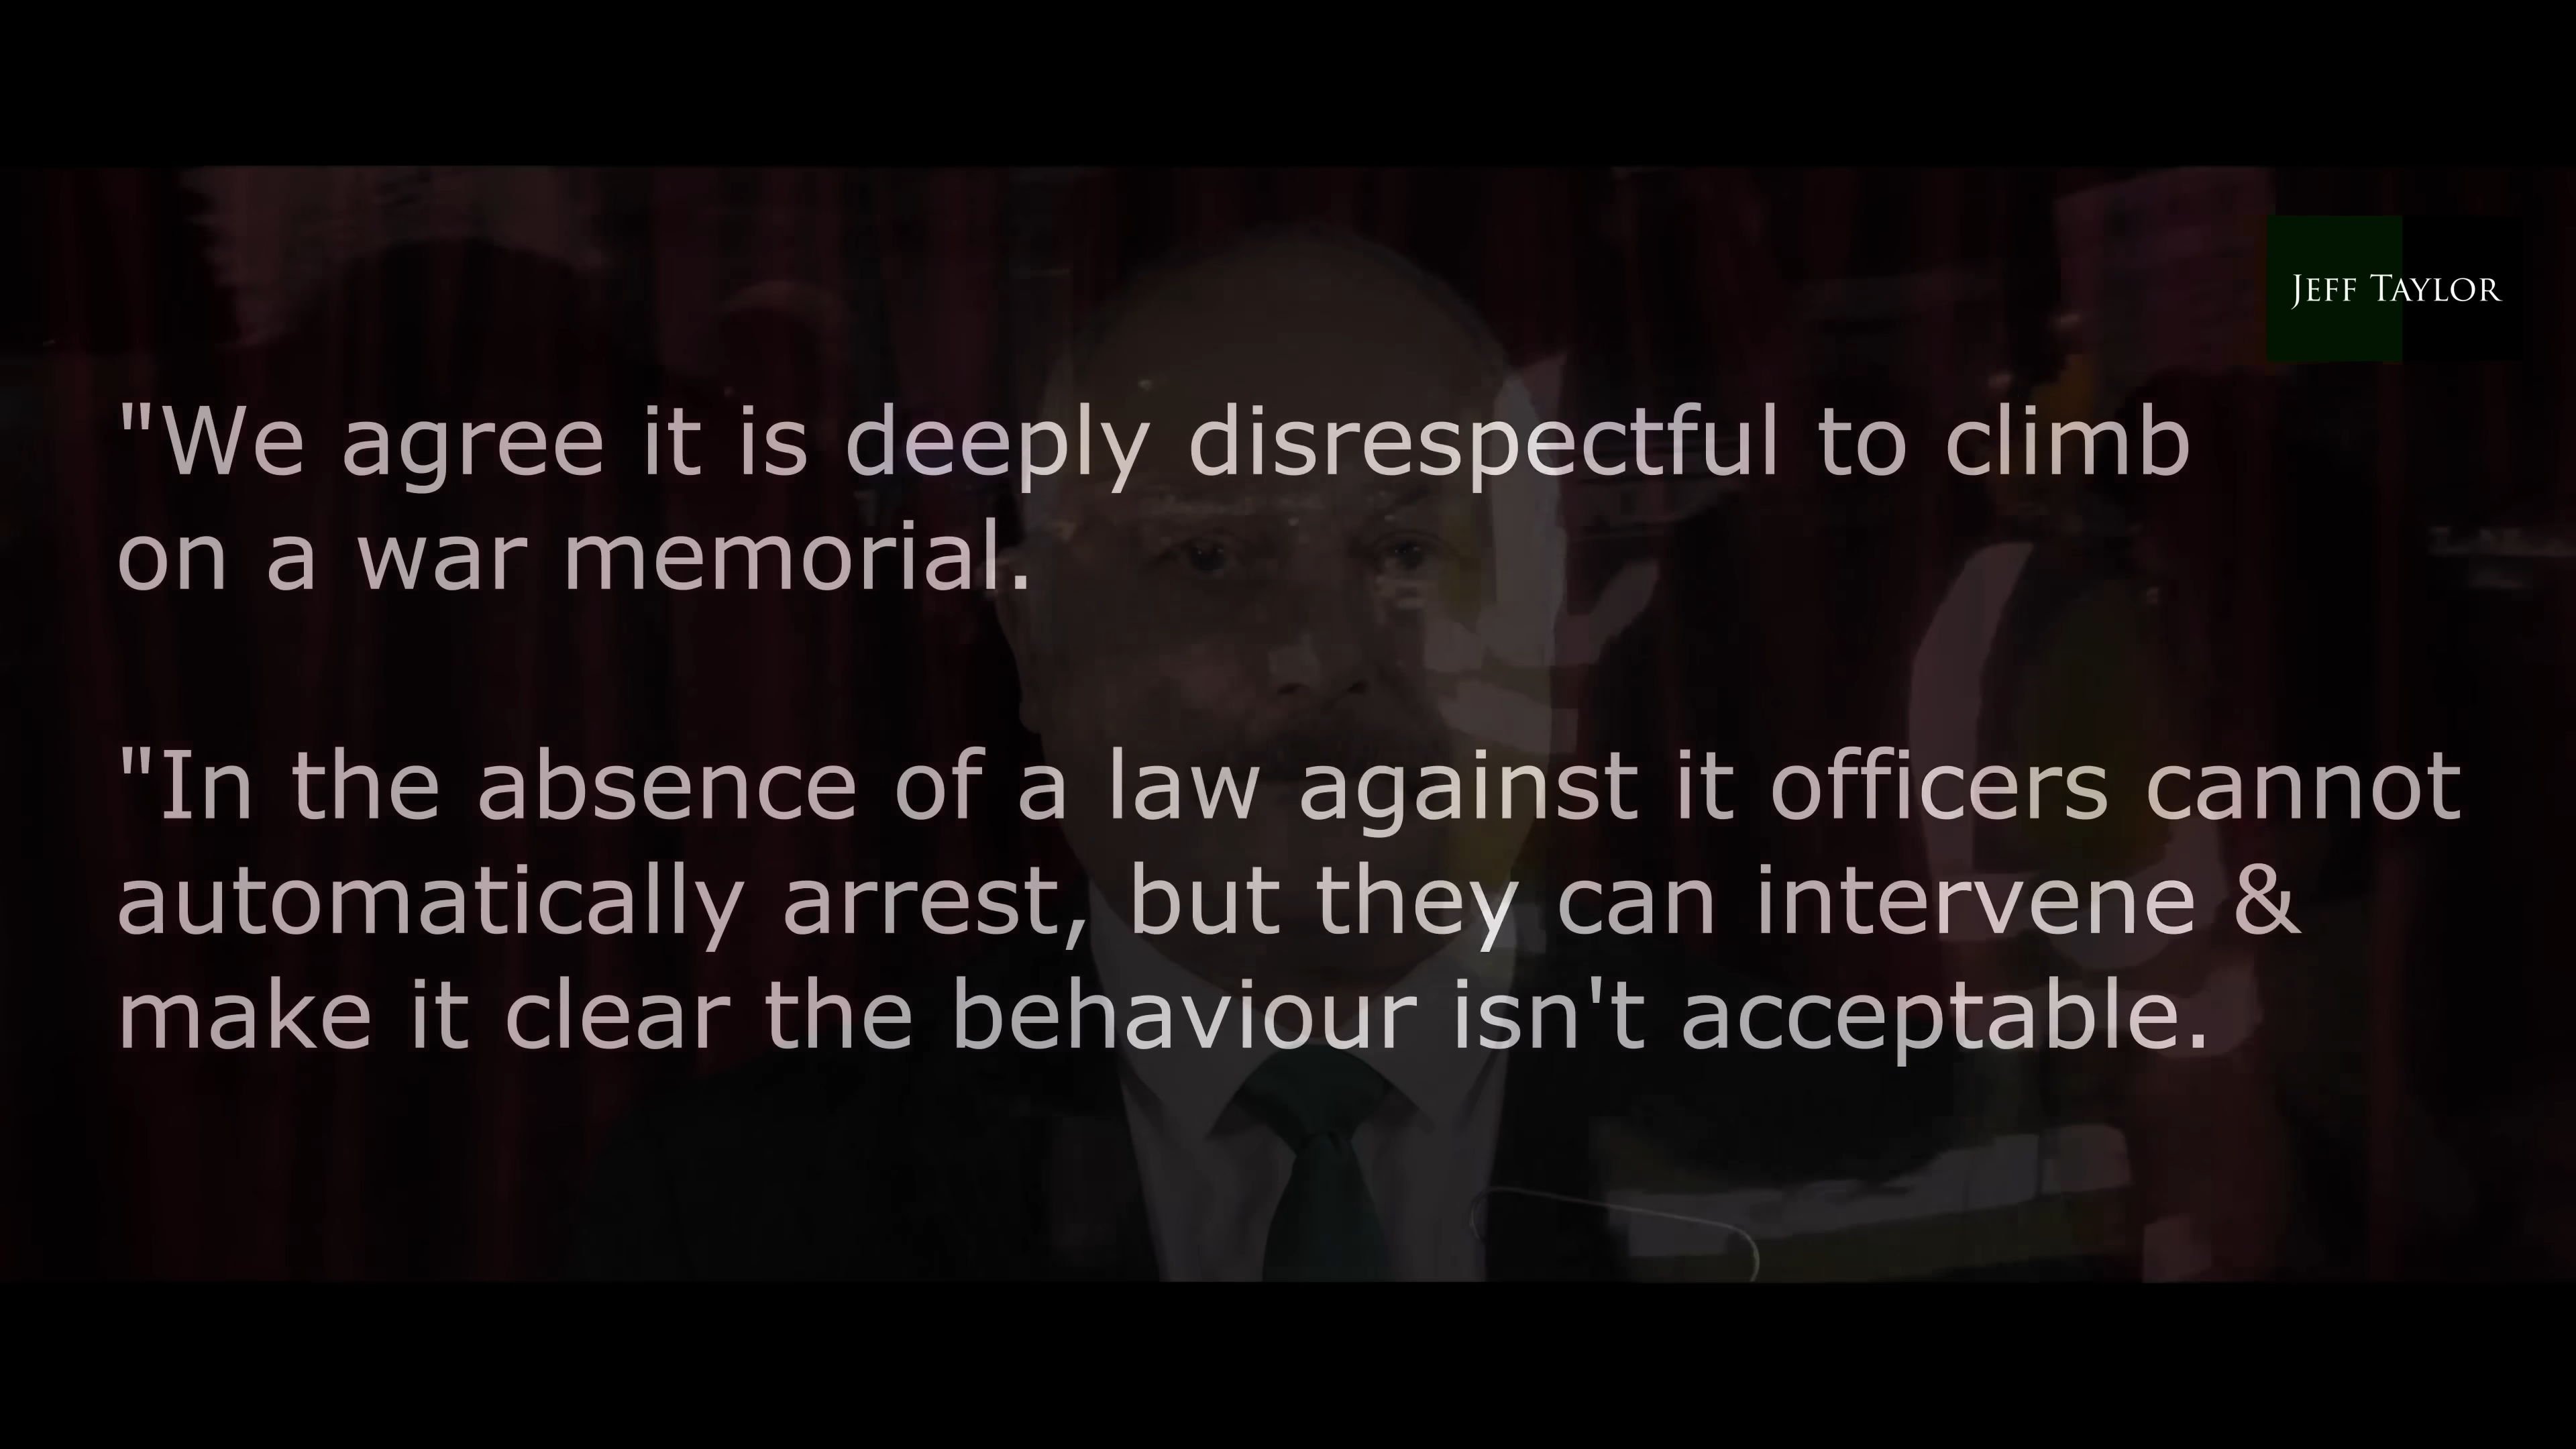 JEFF TAYLOR
"We agree it is deeply disrespectful to climb
on a war memorial.
"In the absence of a law against it officers cannot
automatically arrest, but they can intervene &
make it clear the behaviour isn't acceptable.